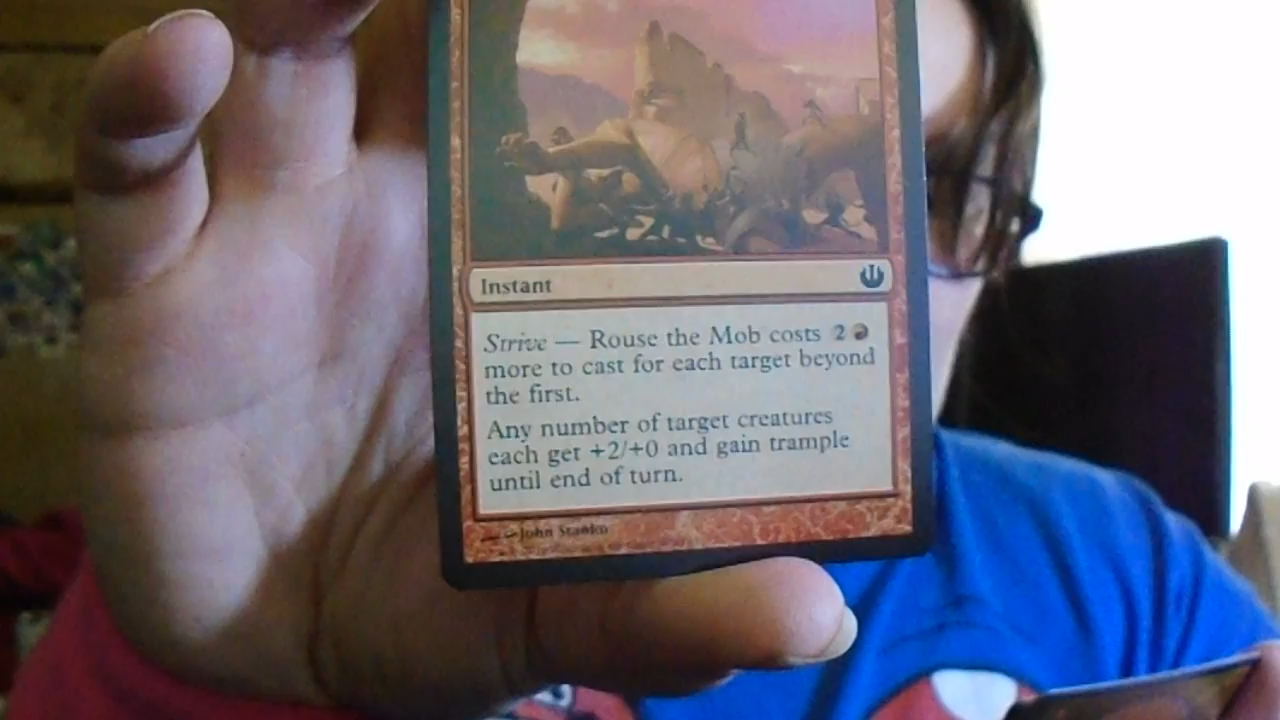 Instant
Strive — Rouse the Mob costs 2
more to cast for each target beyond
the first.
Any number of target creatures
each get +2/+0 and gain trample
until end of turn.
John Stanko